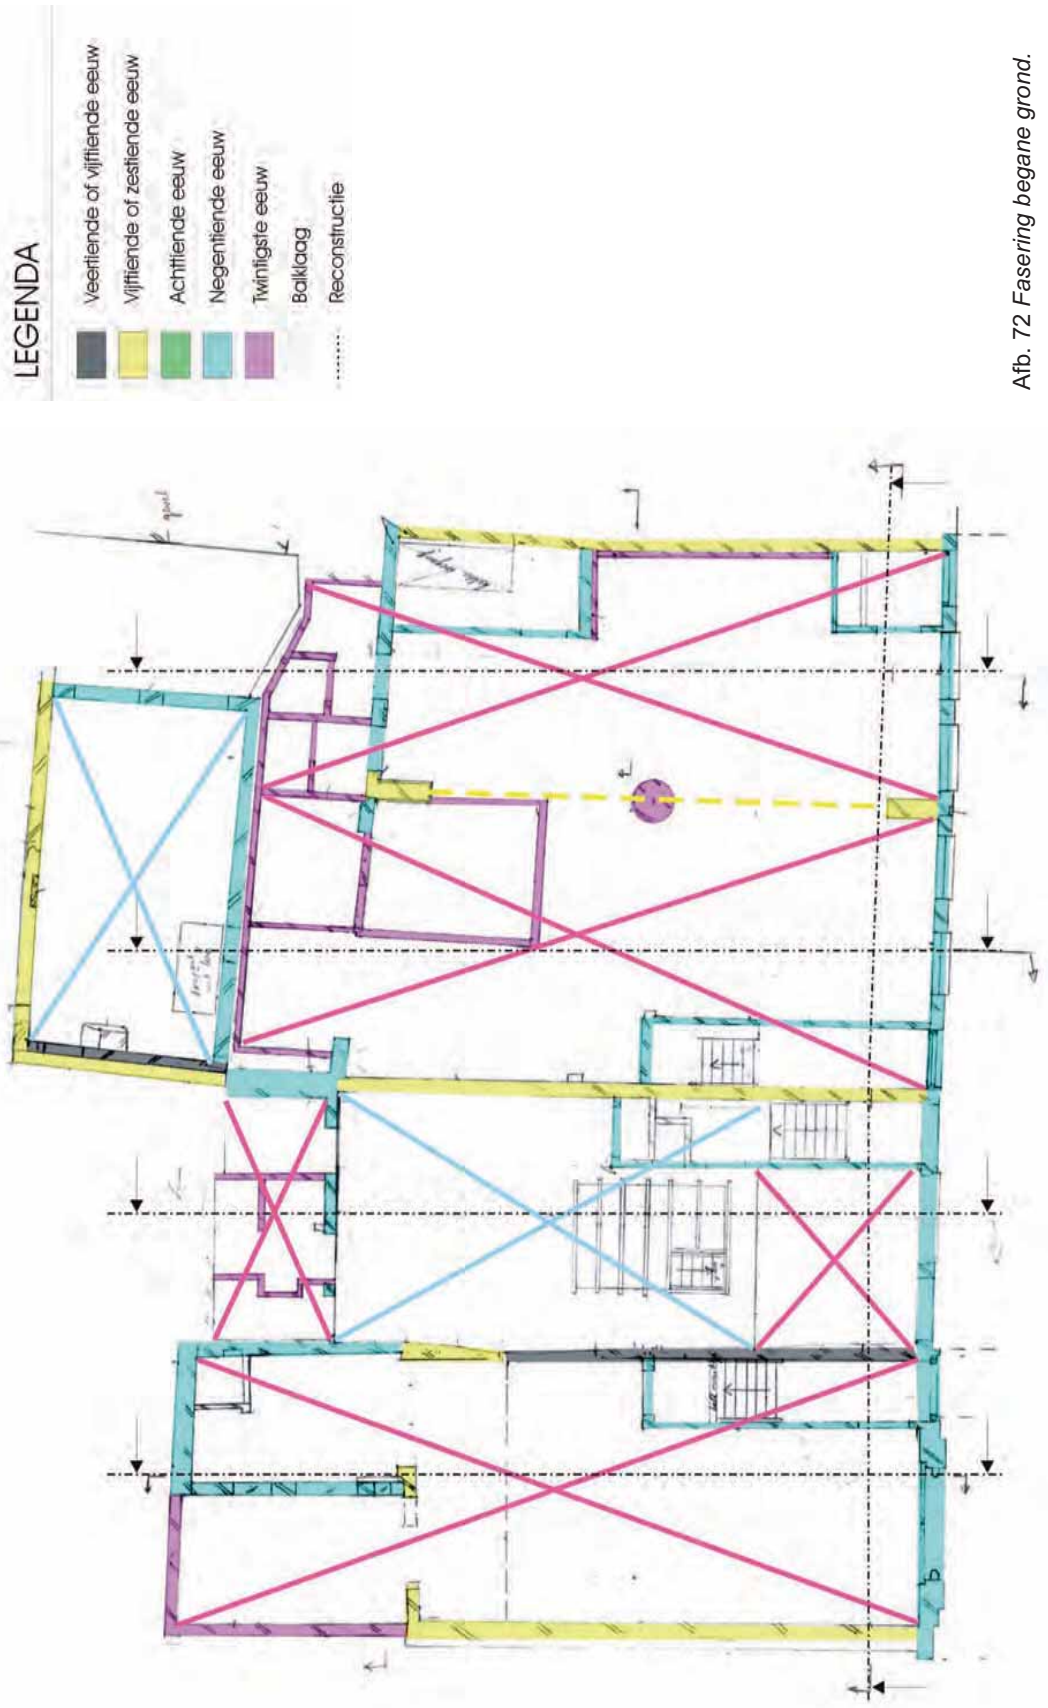 LEGENDA
Veertiende of vijftiende eeuw
Vijftiende of zestiende eeuw
Achttiende eeuw
Negentiende eeuw
Twintigste eeuw
Balklaag
Reconstructie
Afb. 72 Fasering begane grond.